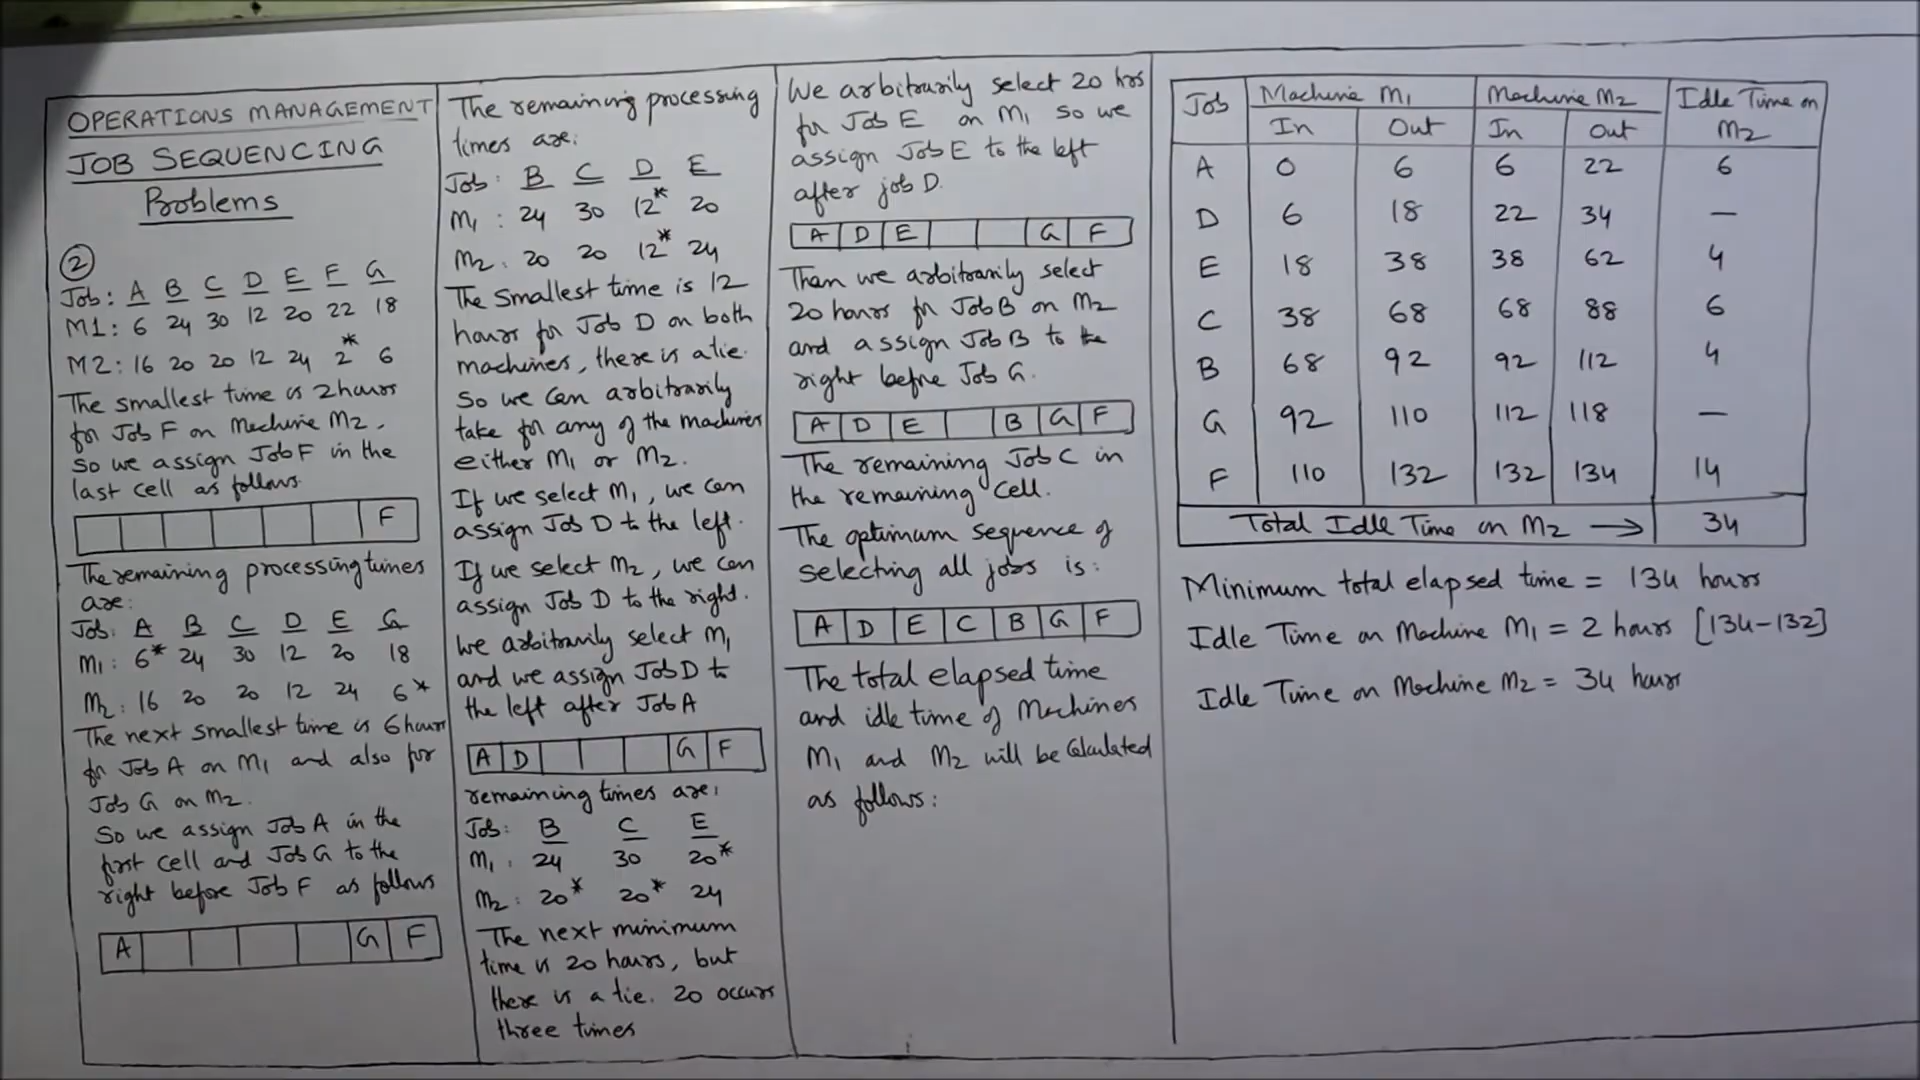 OPERATIONS MANAGEMENT
JOB SEQUENCING
Problems
②
Job: A B C D E F G
M1: 6 24 30 12 20 22 18
M2: 16 20 20 12 24 2* 6
The smallest time is 2 hours
for Job F on Machine M2,
So we assign Job F in the
last cell as follows
F
The remaining processing times
are:
Job: A B C D E G
M1: 6* 24 30 12 20 18
M2: 16 20 20 12 24 6*
The next smallest time is 6 hours
for Job A on M1 and also for
Job G on M2.
So we assign Job A in the
first cell and Job G to the
right before Job F as follows
A G F
The remaining processing
times are:
Job: B C D E
M1: 24 30 12* 20
M2: 20 20 12* 24
The smallest time is 12
hours for Job D on both
machines, there is a tie.
So we can arbitrarily
take for any of the machines
either M1 or M2.
If we select M1, we can
assign Job D to the left.
If we select M2, we can
assign Job D to the right.
we arbitrarily select M1
and we assign Job D to
the left after Job A
A D G F
remaining times are:
Job: B C E
M1: 24 30 20*
M2: 20* 20* 24
The next minimum
time is 20 hours, but
there is a tie. 20 occurs
three times
We arbitrarily select 20 hrs
for Job E on M1 so we
assign Job E to the left
after job D.
A D E G F
Than we arbitrarily select
20 hours for Job B on M2
and assign Job B to the
right before Job G.
A D E B G F
The remaining Job C in
the remaining cell.
The optimum sequence of
selecting all jobs is:
A D E C B G F
The total elapsed time
and idle time of Machines
M1 and M2 will be Calculated
as follows:
Job Machine M1 Machine M2 Idle Time on
In Out In Out M2
A 0 6 6 22 6
D 6 18 22 34 —
E 18 38 38 62 4
C 38 68 68 88 6
B 68 92 92 112 4
G 92 110 112 118 —
F 110 132 132 134 14
Total Idle Time on M2 → 34
Minimum total elapsed time = 134 hours
Idle Time on Machine M1 = 2 hours [134-132]
Idle Time on Machine M2 = 34 hours